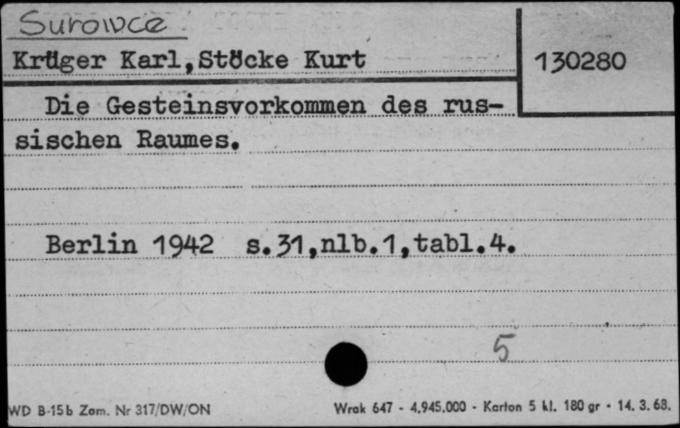 Surowce
Krüger Karl,Stöcke Kurt
130280
Die Gesteinsvorkommen des rus-
sischen Raumes.
Berlin 1942 s.31,nlb.1,tabl.4.
5
WD B-15b Zam. Nr 317/DW/ON
Wrak 647 - 4.945.000 - Karton 5 kl. 180 gr - 14. 3. 68.